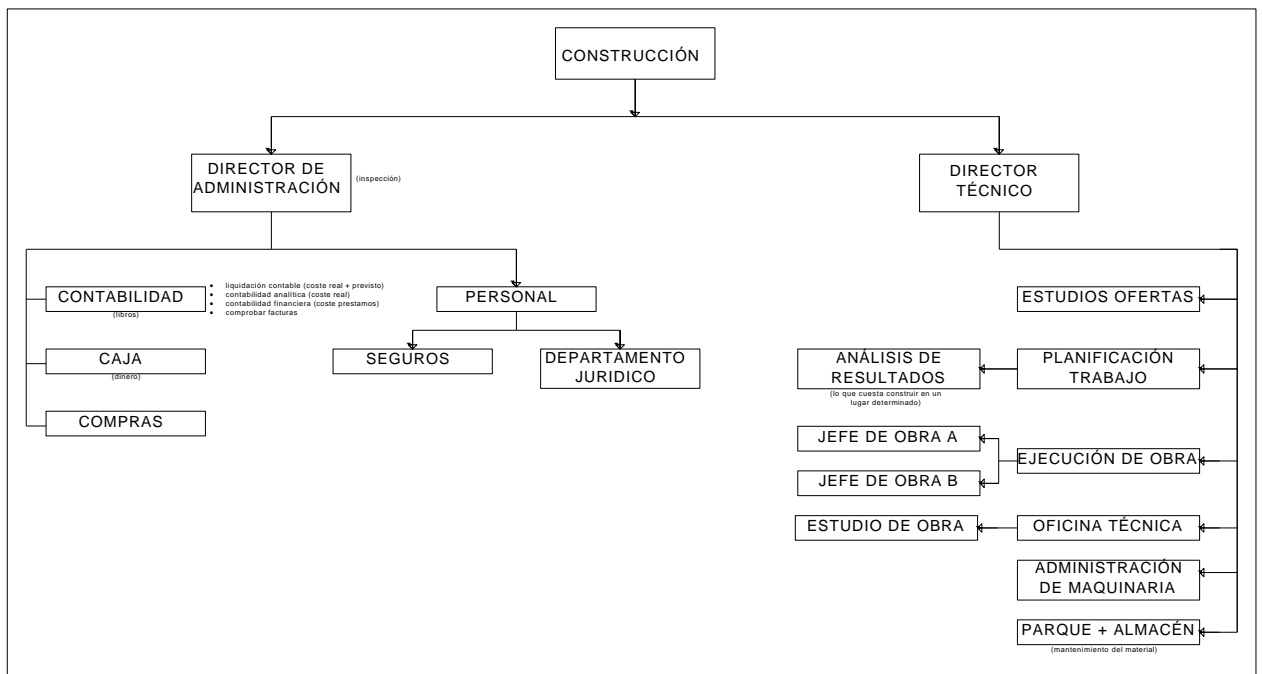 CONSTRUCCIÓN
DIRECTOR DE
ADMINISTRACIÓN
(inspección)
DIRECTOR
TÉCNICO
CONTABILIDAD
(libros)
• liquidación contable (coste real + previsto)
• contabilidad analítica (coste real)
• contabilidad financiera (coste prestamos)
• comprobar facturas
PERSONAL
ESTUDIOS OFERTAS
CAJA
(dinero)
SEGUROS
DEPARTAMENTO
JURIDICO
ANÁLISIS DE
RESULTADOS
(lo que cuesta construir en un
lugar determinado)
PLANIFICACIÓN
TRABAJO
COMPRAS
JEFE DE OBRA A
JEFE DE OBRA B
EJECUCIÓN DE OBRA
ESTUDIO DE OBRA
OFICINA TÉCNICA
ADMINISTRACIÓN
DE MAQUINARIA
PARQUE + ALMACÉN
(mantenimiento del material)